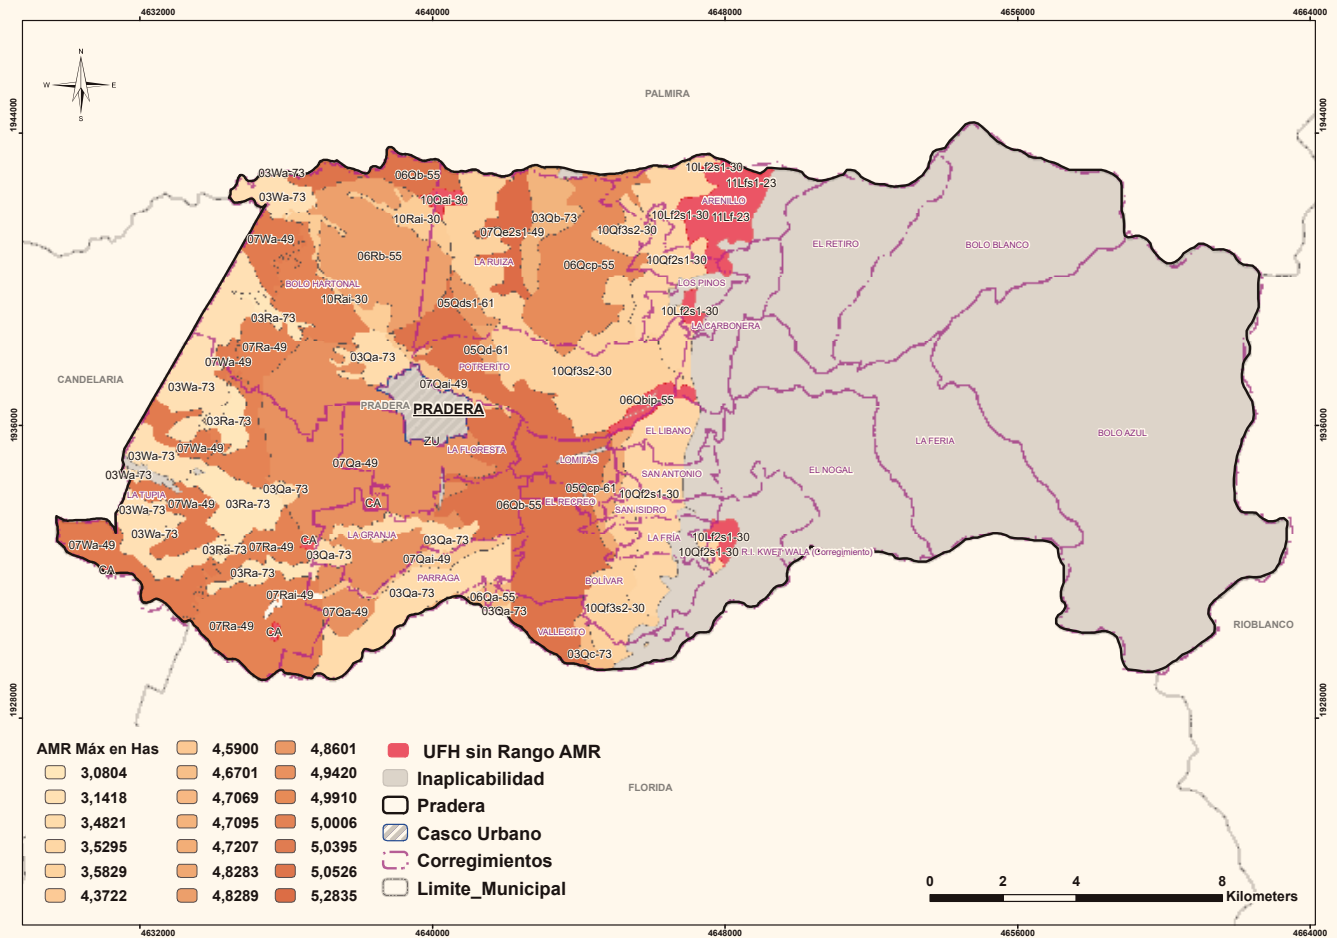 4632000
4640000
4648000
4656000
4664000
N
W
E
S
PALMIRA
1944000
1944000
03Wa-73
06Qb-55
10Lf2s1-30
11Lfs1-23
03Wa-73
10Qai-30
ARENILLO
10Rai-30
03Qb-73
10Lf2s1-30
11Lf-23
07Wa-49
07Qe2s1-49
10Qf3s2-30
EL RETIRO
BOLO BLANCO
06Rb-55
LA RUIZA
06Qcp-55
10Qf2s1-30
BOLO HARTONAL
LOS PINOS
10Rai-30
05Qds1-61
10Lf2s1-30
03Ra-73
LA CARBONERA
07Ra-49
05Qd-61
07Wa-49
03Qa-73
POTRERITO
10Qf3s2-30
CANDELARIA
03Wa-73
07Qai-49
PRADERA
PRADERA
06Qbip-55
03Ra-73
1936000
1936000
EL LIBANO
BOLO AZUL
ZU
LA FERIA
07Wa-49
LA FLORESTA
03Wa-73
07Qa-49
LOMITAS
03Wa-73
SAN ANTONIO
EL NOGAL
03Qa-73
05Qcp-61
LA TUPIA
10Qf2s1-30
07Wa-49
03Ra-73
CA
06Qb-55
EL RECREO
03Wa-73
SAN ISIDRO
03Wa-73
LA GRANJA
LA FRÍA
10Lf2s1-30
07Wa-49
CA
03Qa-73
03Ra-73
07Ra-49
03Qa-73
10Qf2s1-30
R.I. KWET WALA (Corregimiento)
07Qai-49
CA
03Ra-73
PARRAGA
BOLÍVAR
07Rai-49
03Qa-73
06Qa-55
07Qa-49
03Qa-73
10Qf3s2-30
07Ra-49
CA
VALLECITO
RIOBLANCO
03Qc-73
1928000
1928000
FLORIDA
AMR Máx en Has
3,0804
3,1418
3,4821
3,5295
3,5829
4,3722
4,5900
4,6701
4,7069
4,7095
4,7207
4,8283
4,8289
4,8601
4,9420
4,9910
5,0006
5,0395
5,0526
5,2835
UFH sin Rango AMR
Inaplicabilidad
Pradera
Casco Urbano
Corregimientos
Limite_Municipal
0 2 4 8
Kilometers
4632000
4640000
4648000
4656000
4664000